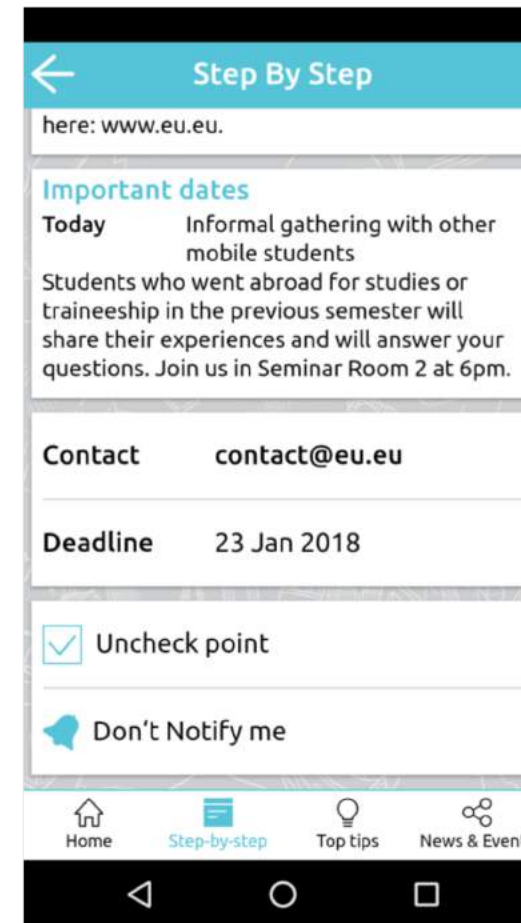 Step By Step
here: www.eu.eu.
Important dates
Today Informal gathering with other
mobile students
Students who went abroad for studies or
traineeship in the previous semester will
share their experiences and will answer your
questions. Join us in Seminar Room 2 at 6pm.
Contact contact@eu.eu
Deadline 23 Jan 2018
Uncheck point
Don't Notify me
Home Step-by-step Top tips News & Even